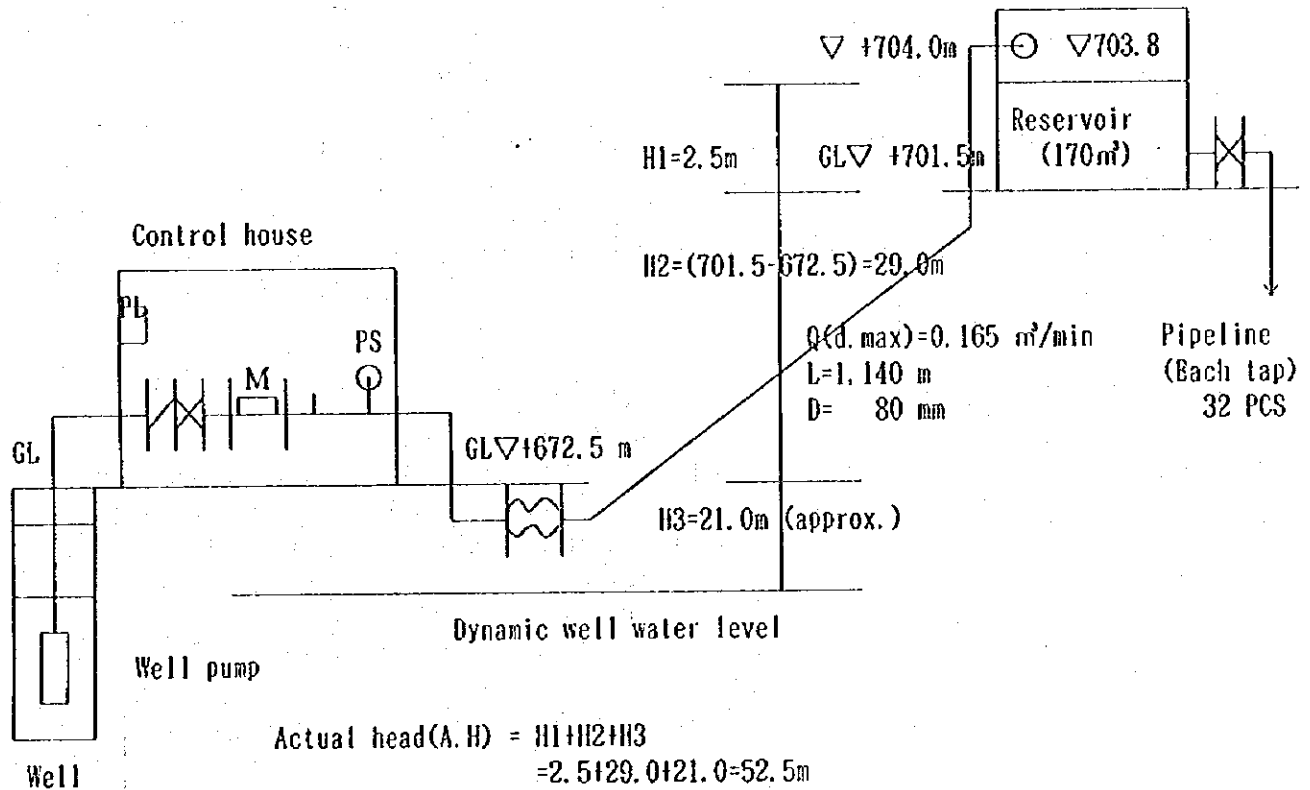 ▽ +704.0m
▽703.8
Reservoir
(170㎥)
H1=2.5m
GL▽ +701.5m
Control house
H2=(701.5-672.5)=29.0m
PL
PS
M
Q(d.max)=0.165 ㎥/min
L=1,140 m
D= 80 mm
Pipeline
(Each tap)
32 PCS
GL
GL▽+672.5 m
H3=21.0m (approx.)
Dynamic well water level
Well pump
Actual head(A.H) = H1+H2+H3
=2.5+29.0+21.0=52.5m
Well